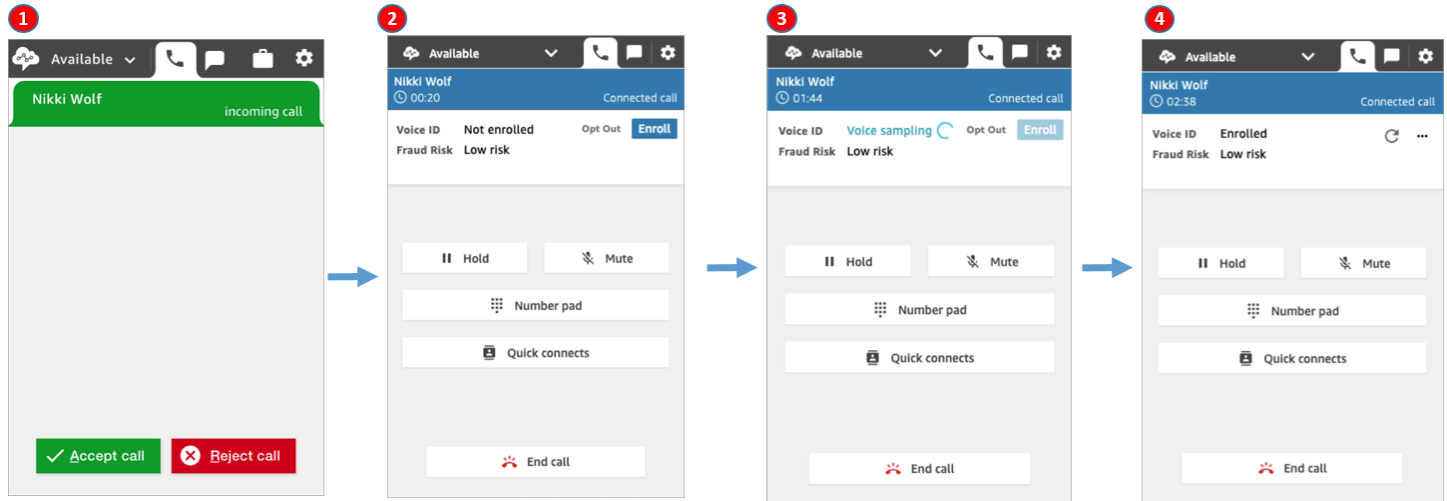 1
Available
Nikki Wolf
incoming call
Accept call
Reject call
2
Available
Nikki Wolf
00:20 Connected call
Voice ID Not enrolled Opt Out Enroll
Fraud Risk Low risk
Hold Mute
Number pad
Quick connects
End call
3
Available
Nikki Wolf
01:44 Connected call
Voice ID Voice sampling Opt Out Enroll
Fraud Risk Low risk
Hold Mute
Number pad
Quick connects
End call
4
Available
Nikki Wolf
02:38 Connected call
Voice ID Enrolled
Fraud Risk Low risk
Hold Mute
Number pad
Quick connects
End call